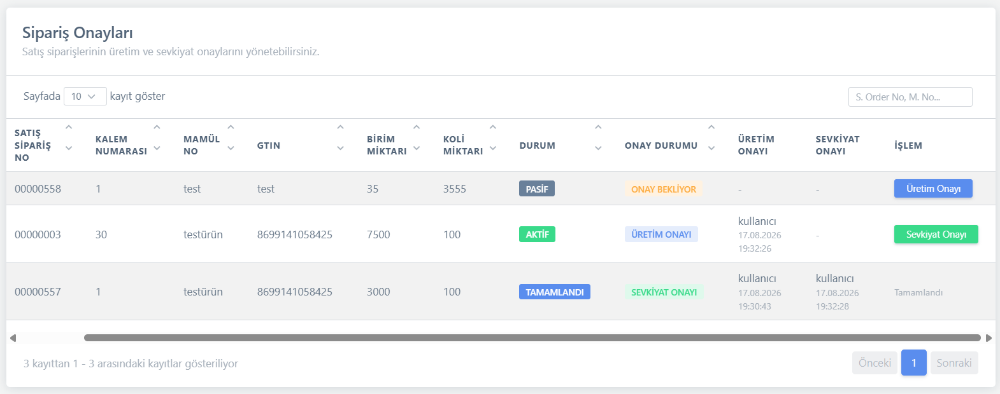 Sipariş Onayları
Satış siparişlerinin üretim ve sevkiyat onaylarını yönetebilirsiniz.
Sayfada 10 kayıt göster
S. Order No, M. No...
SATIŞ SİPARİŞ NO KALEM NUMARASI MAMÜL NO GTIN BİRİM MİKTARI KOLİ MİKTARI DURUM ONAY DURUMU ÜRETİM ONAYI SEVKİYAT ONAYI İŞLEM
00000558 1 test test 35 3555 PASİF ONAY BEKLİYOR - - Üretim Onayı
00000003 30 testürün 8699141058425 7500 100 AKTİF ÜRETİM ONAYI kullanıcı 17.08.2026 19:32:26 - Sevkiyat Onayı
00000557 1 testürün 8699141058425 3000 100 TAMAMLANDI SEVKİYAT ONAYI kullanıcı 17.08.2026 19:30:43 kullanıcı 17.08.2026 19:32:28 Tamamlandı
3 kayıttan 1 - 3 arasındaki kayıtlar gösteriliyor
Önceki 1 Sonraki